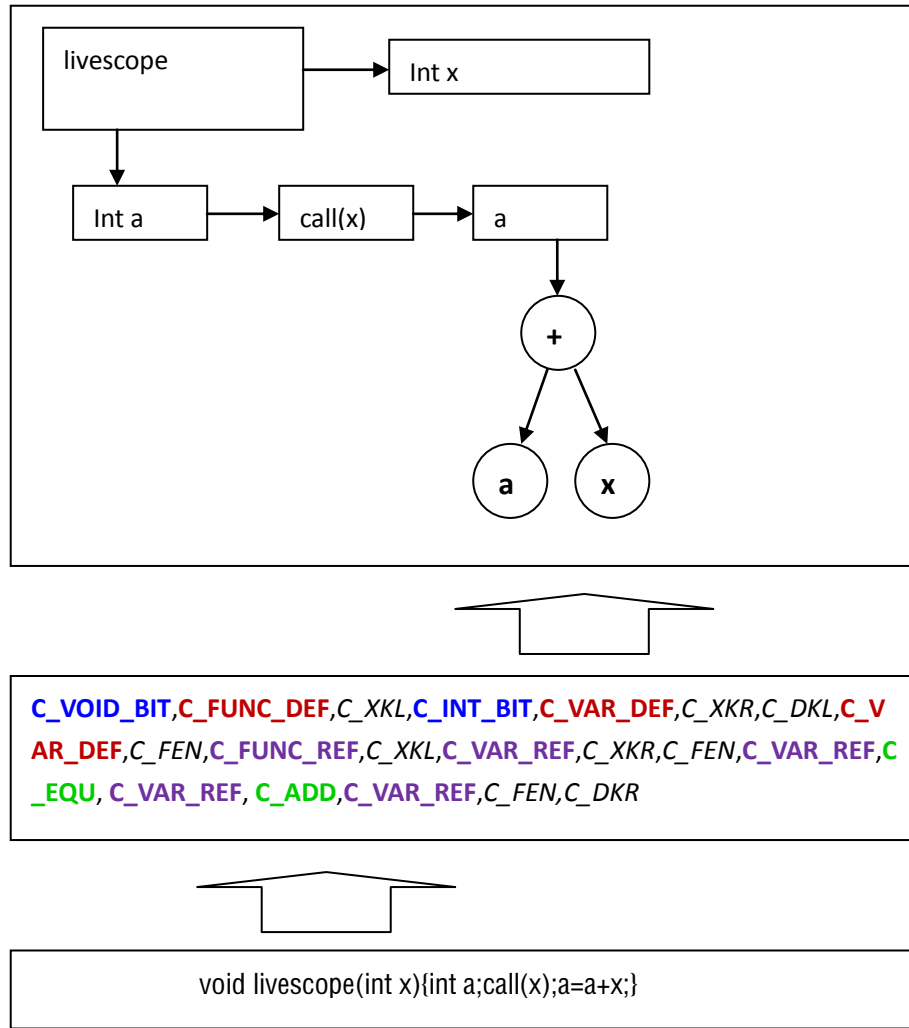 livescope
Int x
Int a
call(x)
a
+
a
x
C_VOID_BIT,C_FUNC_DEF,C_XKL,C_INT_BIT,C_VAR_DEF,C_XKR,C_DKL,C_V
AR_DEF,C_FEN,C_FUNC_REF,C_XKL,C_VAR_REF,C_XKR,C_FEN,C_VAR_REF,C
_EQU, C_VAR_REF, C_ADD,C_VAR_REF,C_FEN,C_DKR
void livescope(int x){int a;call(x);a=a+x;}